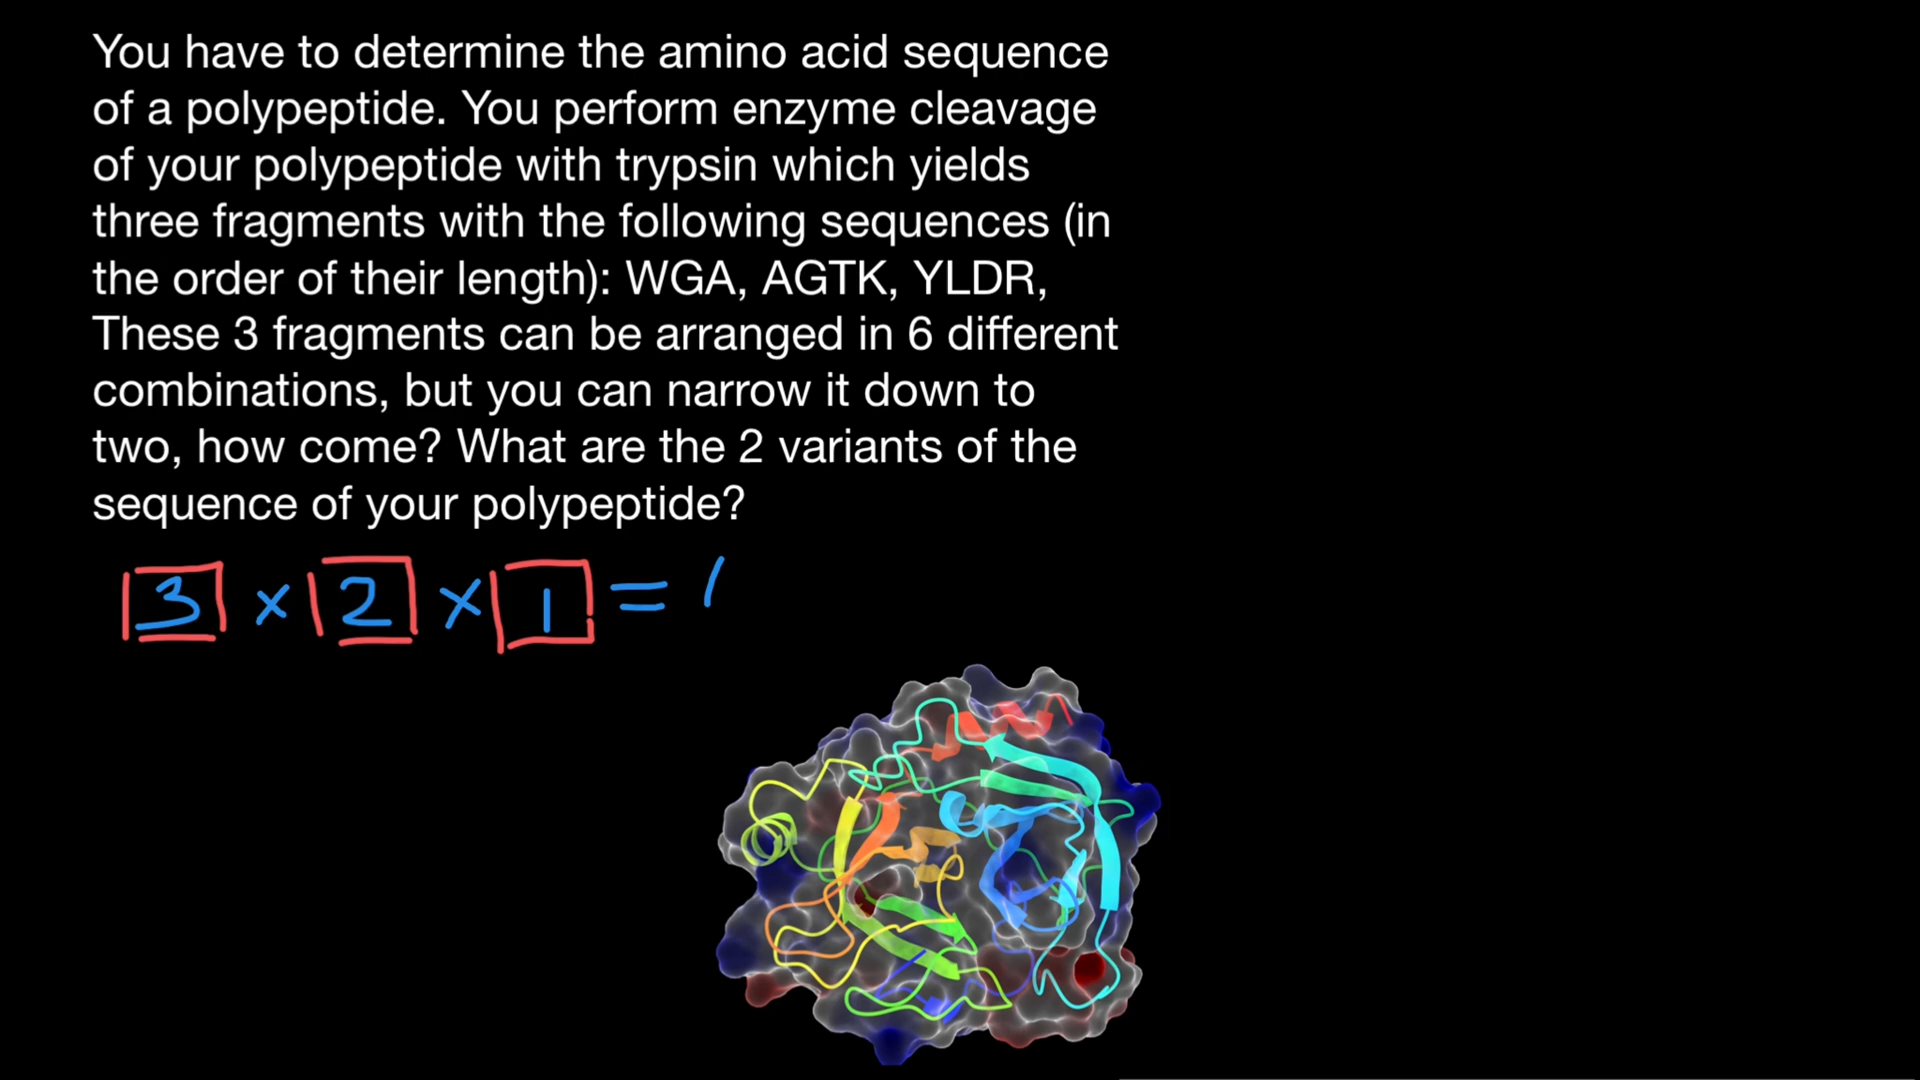 You have to determine the amino acid sequence
of a polypeptide. You perform enzyme cleavage
of your polypeptide with trypsin which yields
three fragments with the following sequences (in
the order of their length): WGA, AGTK, YLDR,
These 3 fragments can be arranged in 6 different
combinations, but you can narrow it down to
two, how come? What are the 2 variants of the
sequence of your polypeptide?
3 × 2 × 1 =